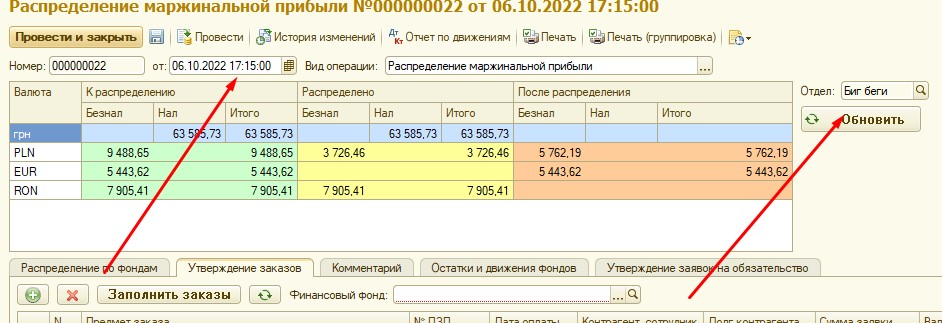 Распределение маржинальной прибыли №000000022 от 06.10.2022 17:15:00
Провести и закрыть Провести История изменений Дт Кт Отчет по движениям Печать Печать (группировка)
Номер: 000000022 от: 06.10.2022 17:15:00 Вид операции: Распределение маржинальной прибыли ...
Валюта К распределению Распределено После распределения Отдел: Биг беги
Безнал Нал Итого Безнал Нал Итого Безнал Нал Итого Обновить
грн 63 585,73 63 585,73 63 585,73 63 585,73
PLN 9 488,65 9 488,65 3 726,46 3 726,46 5 762,19 5 762,19
EUR 5 443,62 5 443,62 5 443,62 5 443,62
RON 7 905,41 7 905,41 7 905,41 7 905,41
Распределение по фондам Утверждение заказов Комментарий Остатки и движения фондов Утверждение заявок на обязательство
Заполнить заказы Финансовый фонд: ...
N Предмет заказа № ПЗП Дата оплаты Контрагент, сотрудник Долг контрагента Сумма заявки